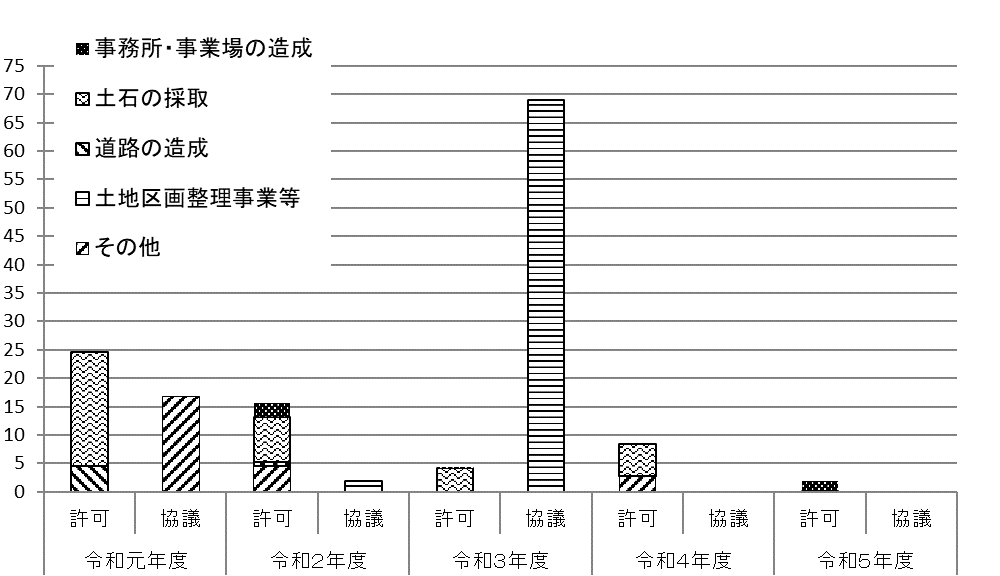 事務所・事業場の造成
土石の採取
道路の造成
土地区画整理事業等
その他
75
70
65
60
55
50
45
40
35
30
25
20
15
10
5
0
許可 協議 許可 協議 許可 協議 許可 協議 許可 協議
令和元年度 令和2年度 令和3年度 令和4年度 令和5年度